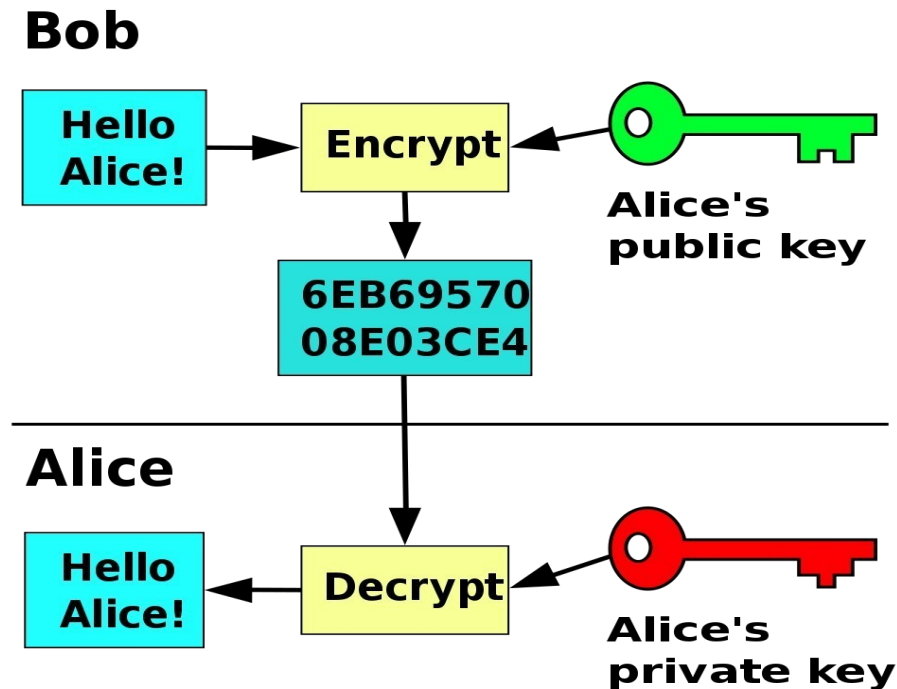 Bob
Hello
Alice!
Encrypt
Alice's
public key
6EB69570
08E03CE4
Alice
Hello
Alice!
Decrypt
Alice's
private key